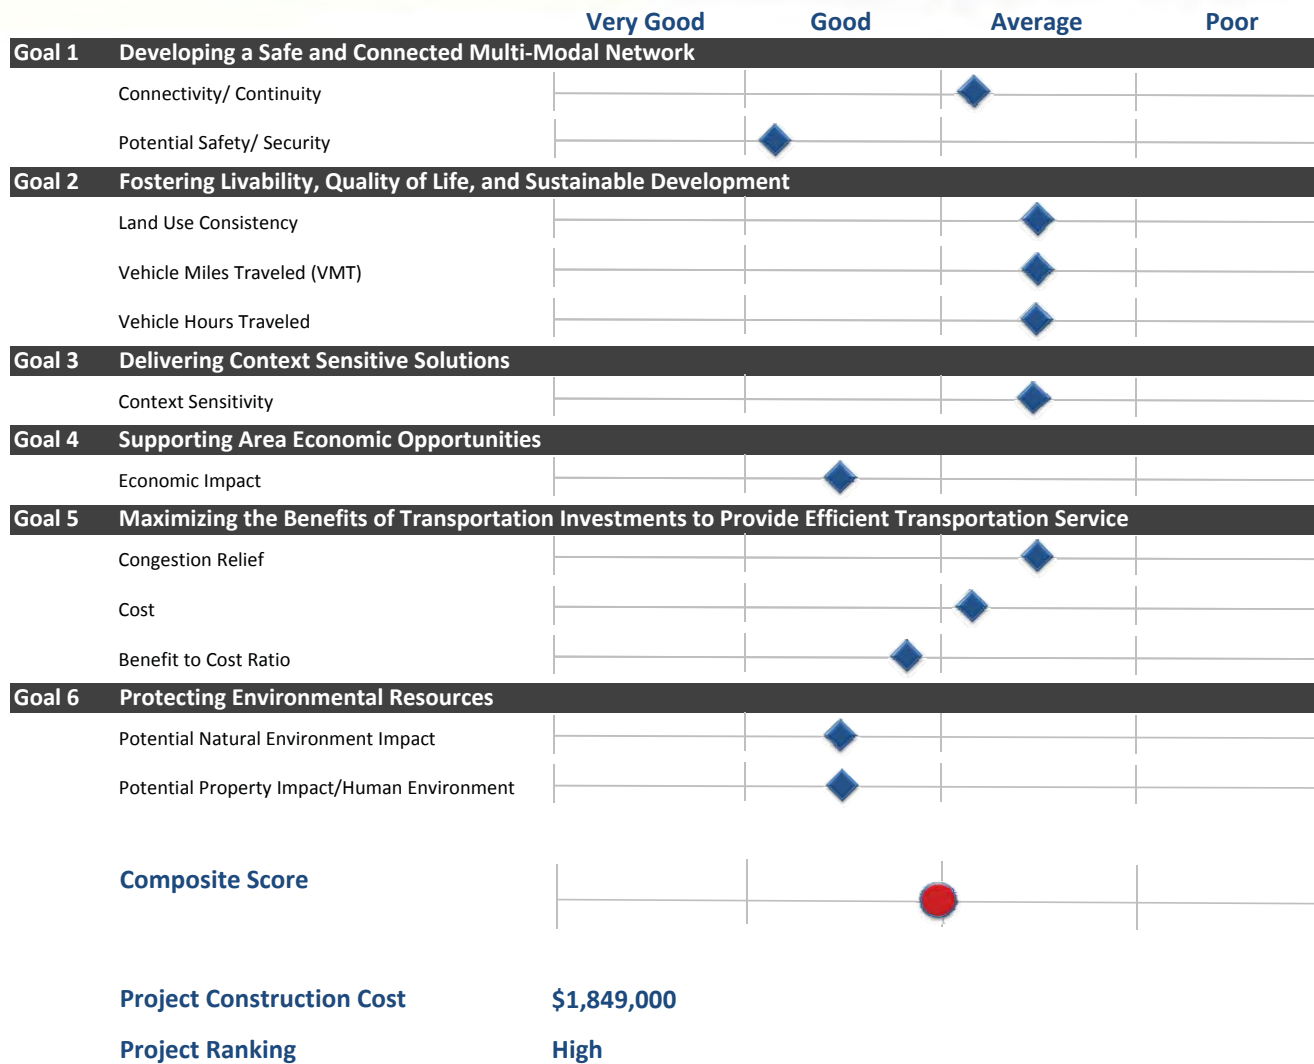 Very Good Good Average Poor
Goal 1 Developing a Safe and Connected Multi-Modal Network
Connectivity/ Continuity
Potential Safety/ Security
Goal 2 Fostering Livability, Quality of Life, and Sustainable Development
Land Use Consistency
Vehicle Miles Traveled (VMT)
Vehicle Hours Traveled
Goal 3 Delivering Context Sensitive Solutions
Context Sensitivity
Goal 4 Supporting Area Economic Opportunities
Economic Impact
Goal 5 Maximizing the Benefits of Transportation Investments to Provide Efficient Transportation Service
Congestion Relief
Cost
Benefit to Cost Ratio
Goal 6 Protecting Environmental Resources
Potential Natural Environment Impact
Potential Property Impact/Human Environment
Composite Score
Project Construction Cost $1,849,000
Project Ranking High